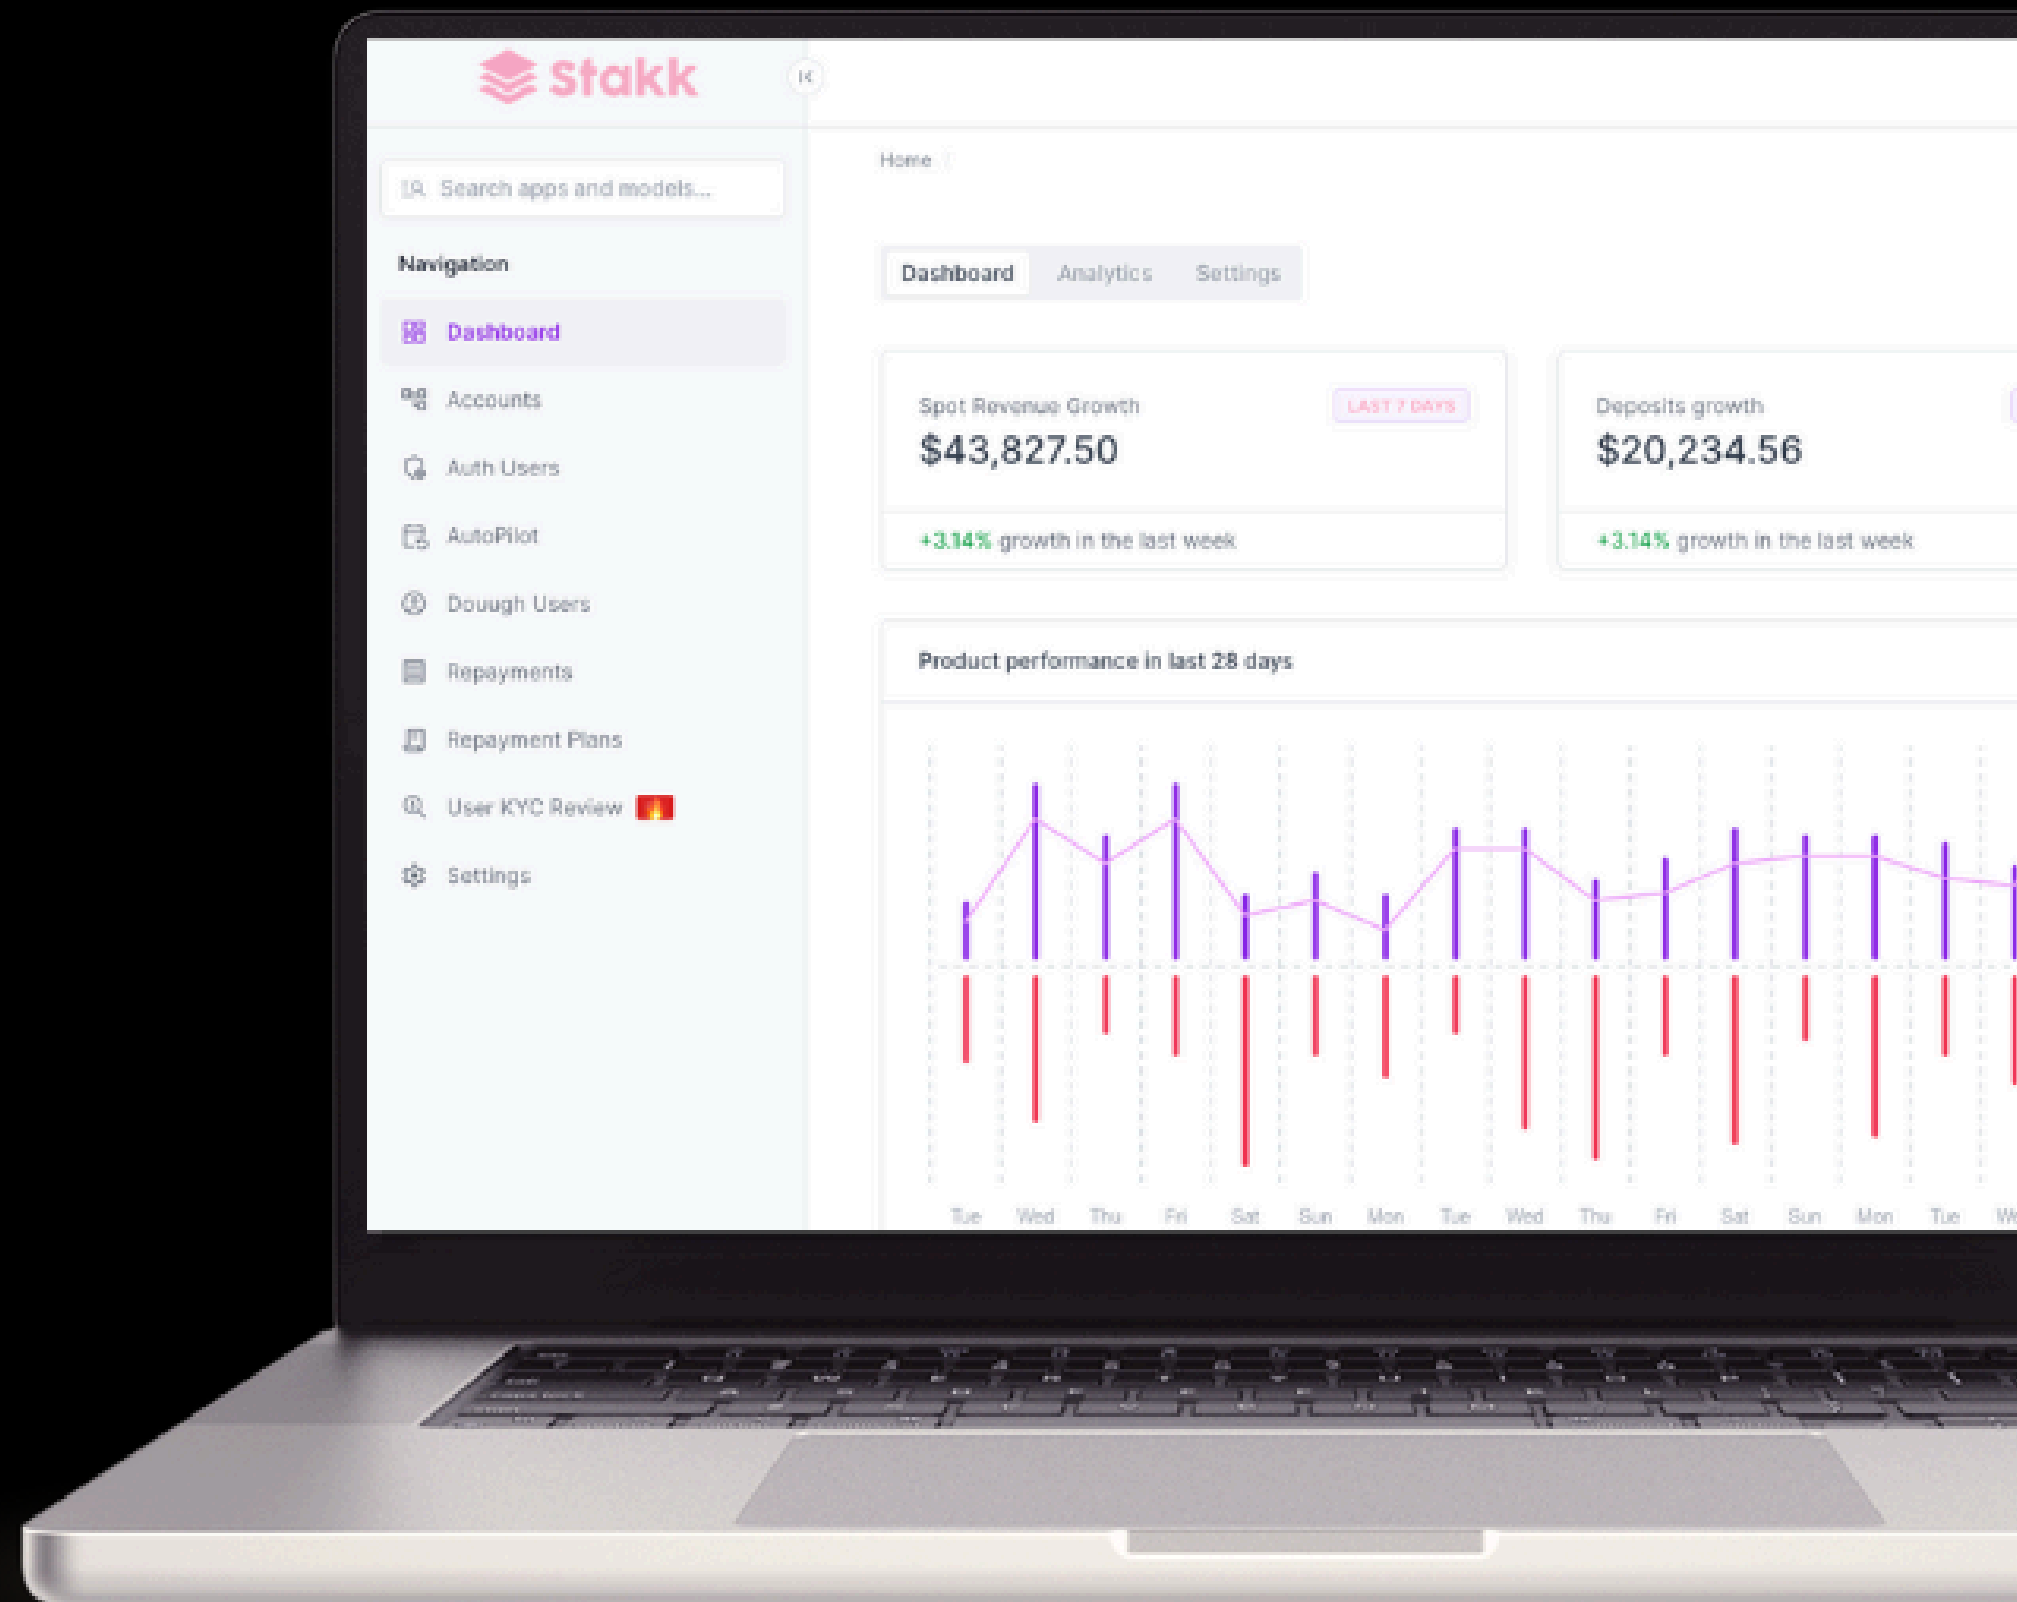 Stakk
Search apps and models...
Navigation
Dashboard
Accounts
Auth Users
AutoPilot
Douugh Users
Repayments
Repayment Plans
User KYC Review
Settings
Home /
Dashboard Analytics Settings
Spot Revenue Growth
LAST 7 DAYS
$43,827.50
+3.14% growth in the last week
Deposits growth
$20,234.56
+3.14% growth in the last week
Product performance in last 28 days
Tue Wed Thu Fri Sat Sun Mon Tue Wed Thu Fri Sat Sun Mon Tue